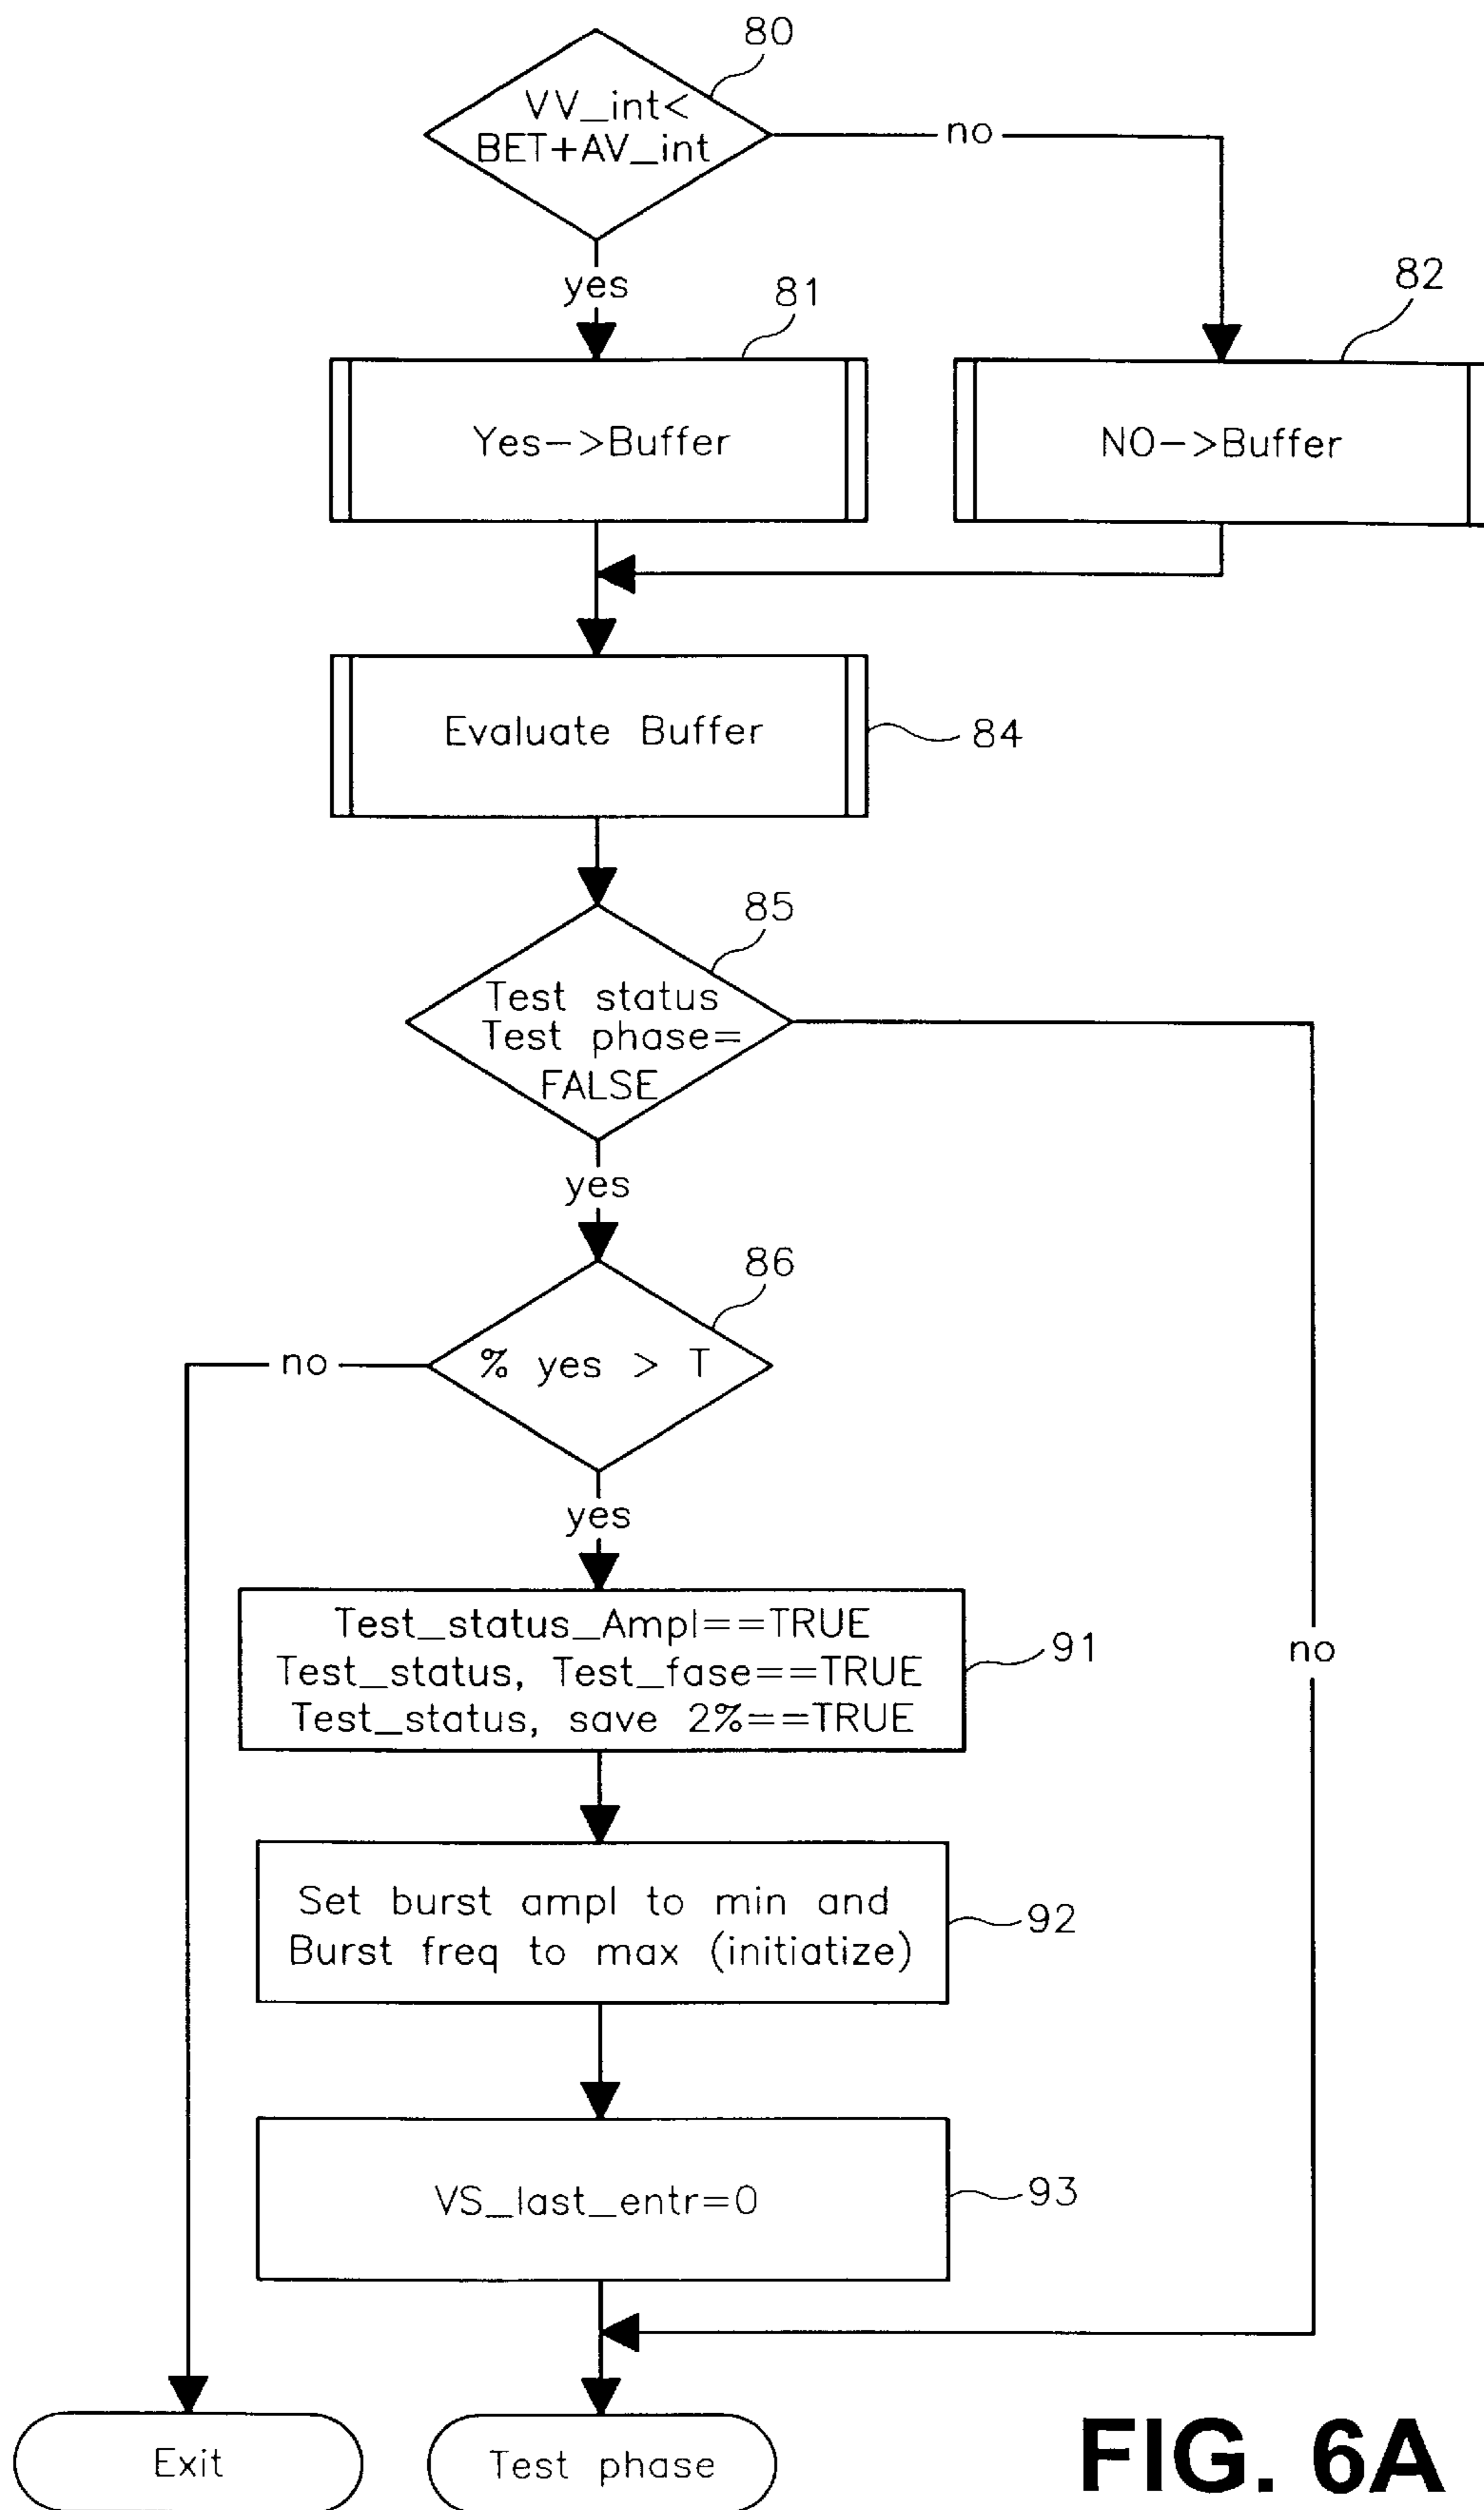 80
VV_int<
BET+AV_int
no
yes
81
82
Yes->Buffer
NO->Buffer
Evaluate Buffer
84
85
Test status
Test phase=
FALSE
yes
86
no
% yes > T
yes
Test_status_Ampl==TRUE
Test_status, Test_fase==TRUE
Test_status, save 2%==TRUE
91
no
Set burst ampl to min and
Burst freq to max (initiatize)
92
VS_last_entr=0
93
Exit
Test phase
FIG. 6A